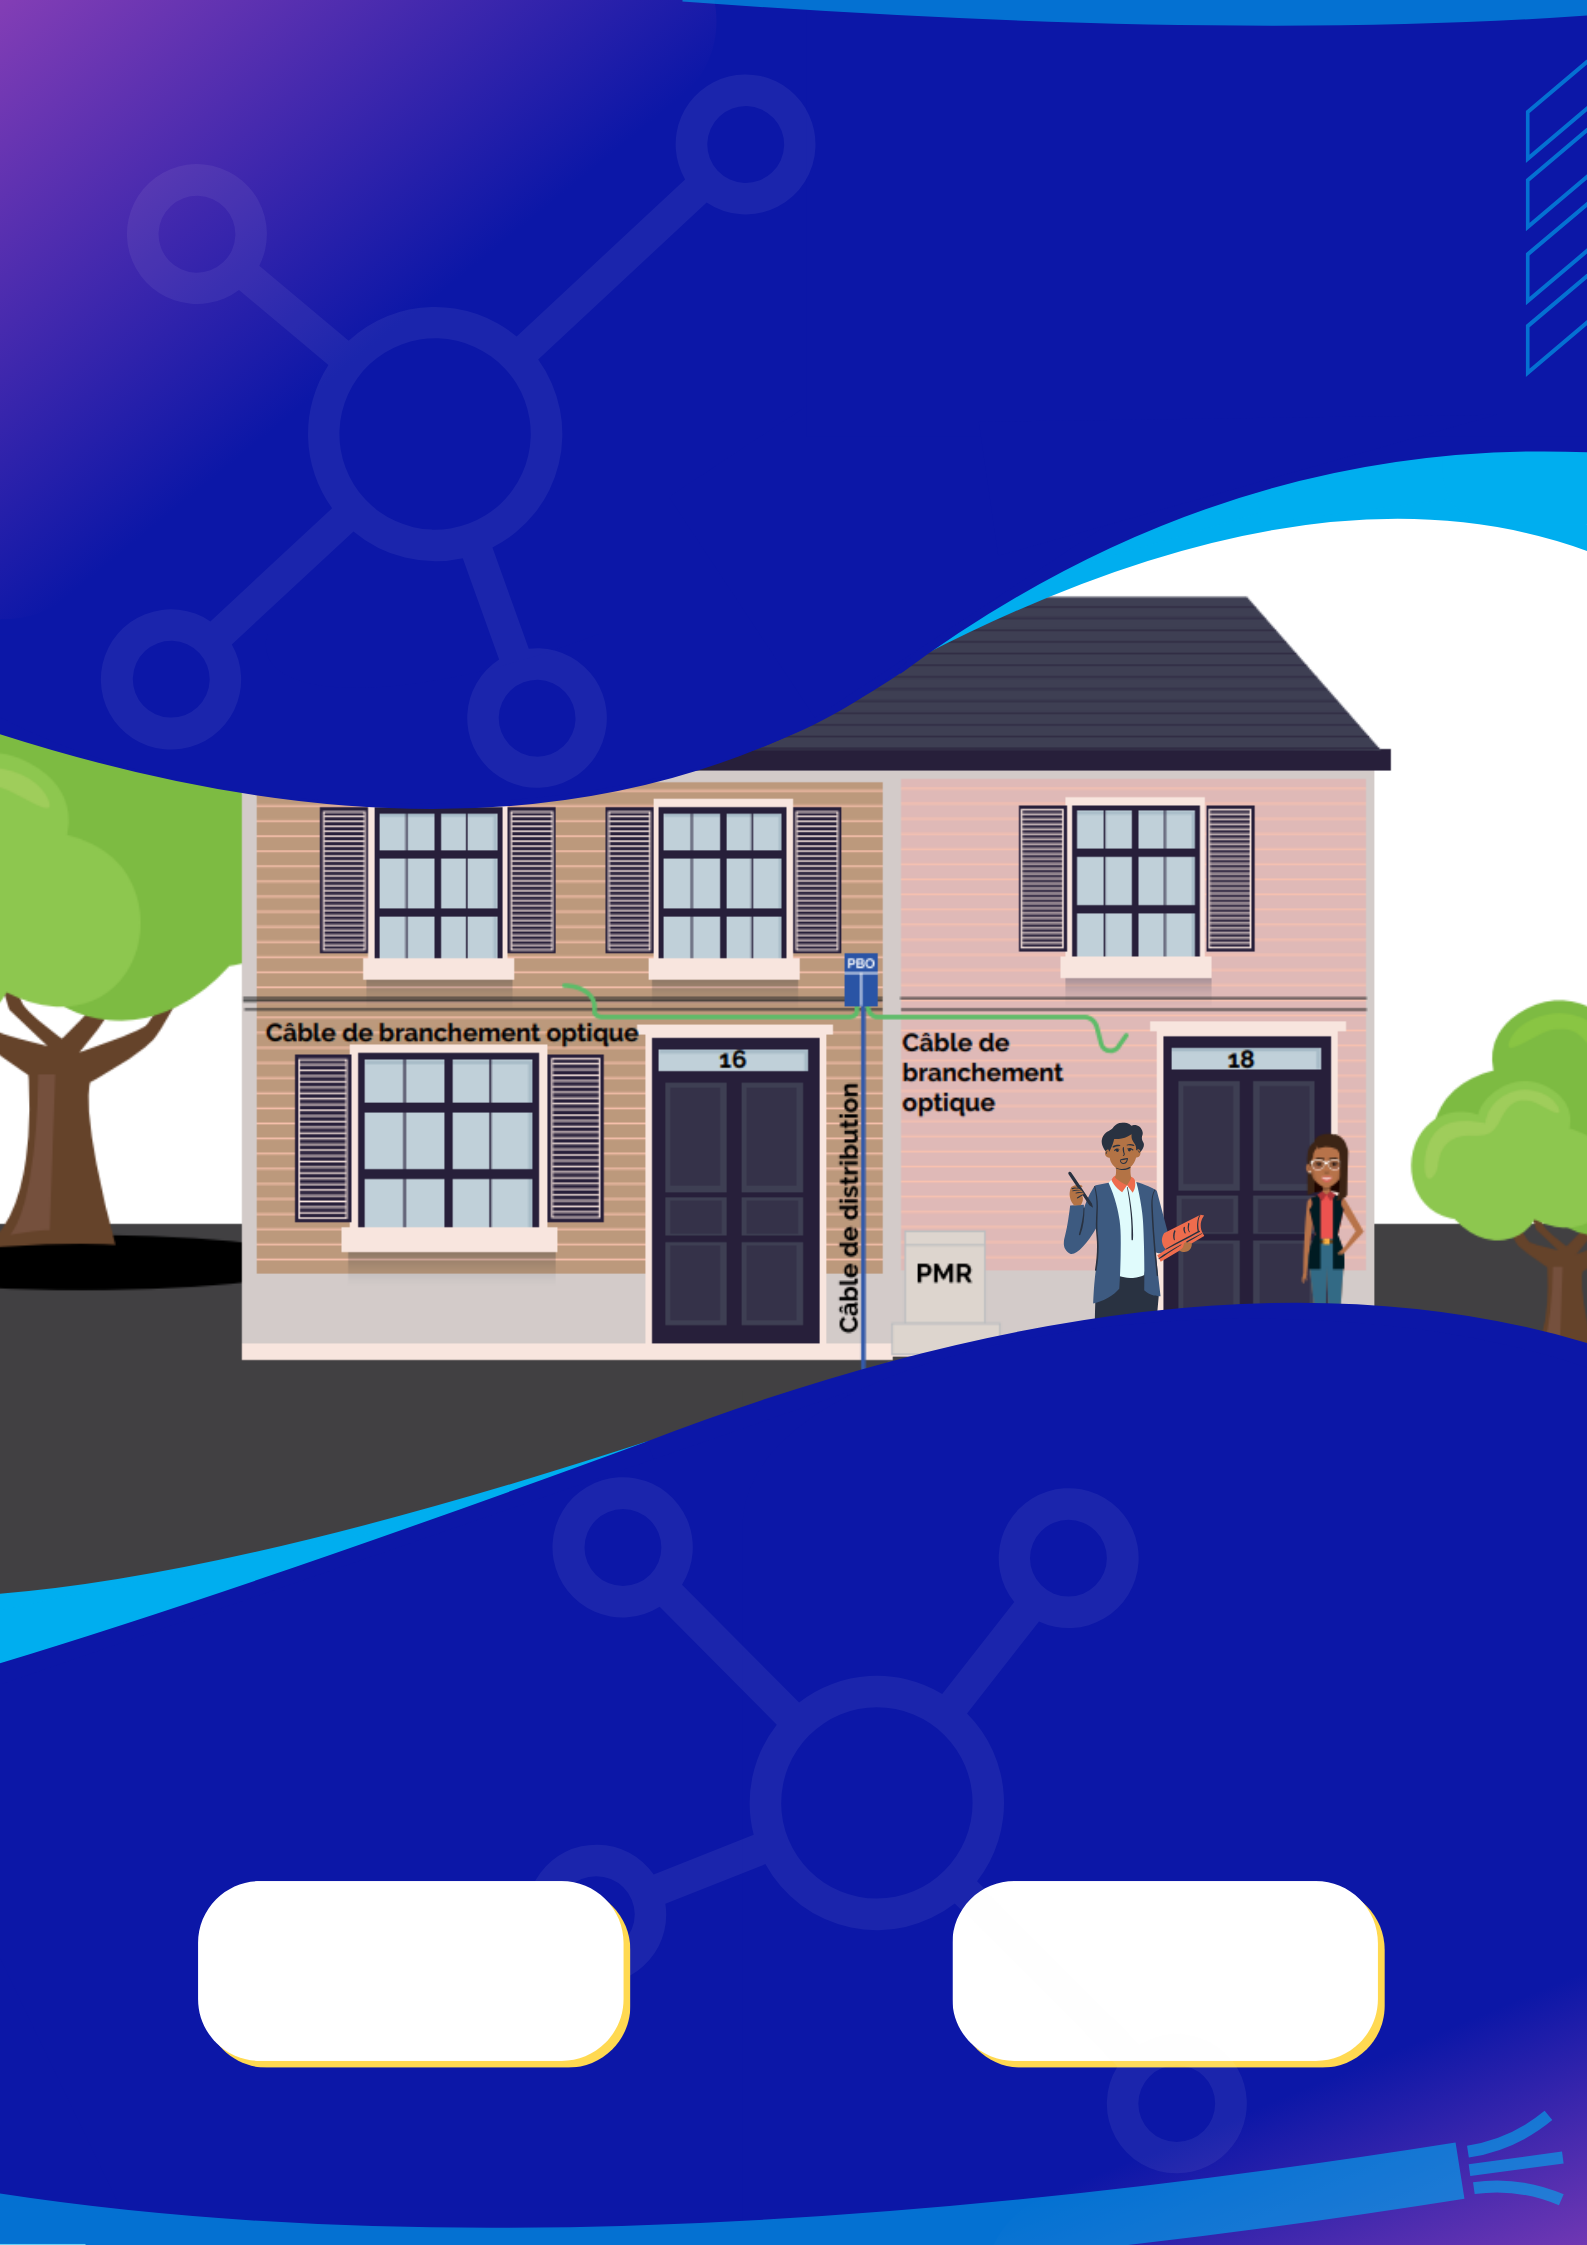 PBO
Câble de branchement optique
16
Câble de distribution
Câble de
branchement
optique
18
PMR